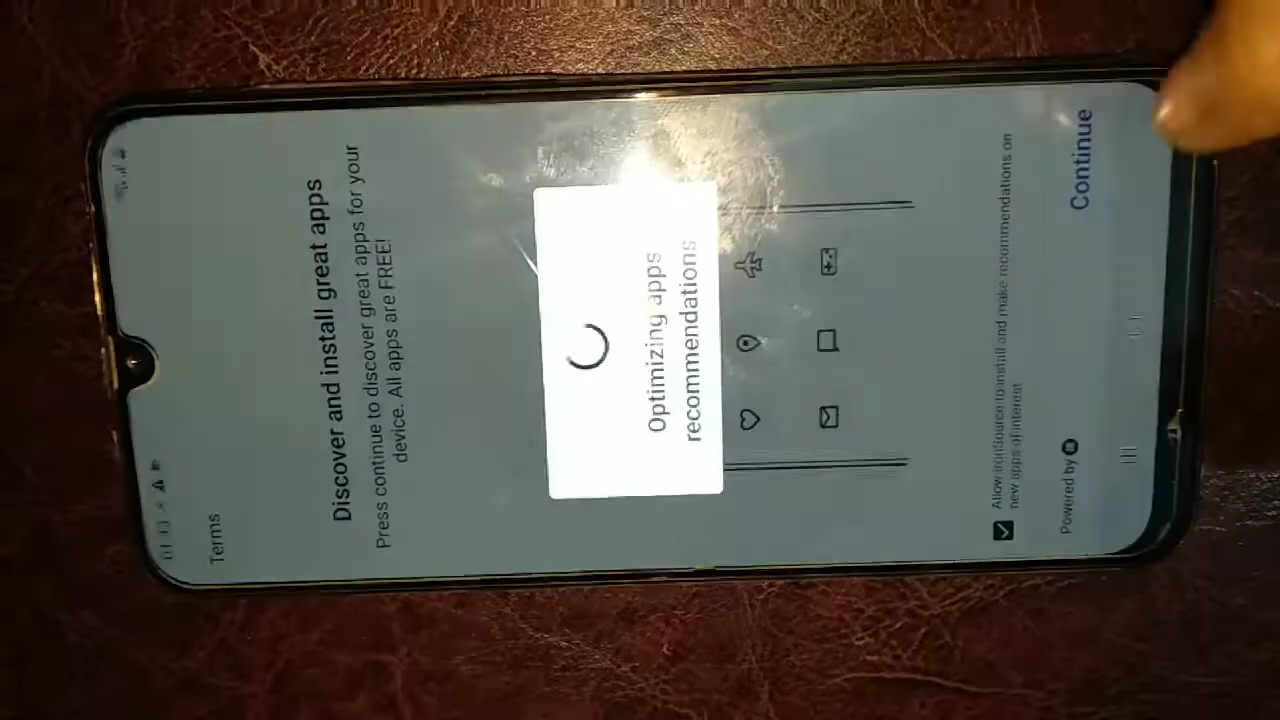 Terms
Discover and install great apps
Press continue to discover great apps for your
device. All apps are FREE!
Optimizing apps
recommendations
Allow ironSource to install and make recommendations on
new apps of interest
Powered by
Continue